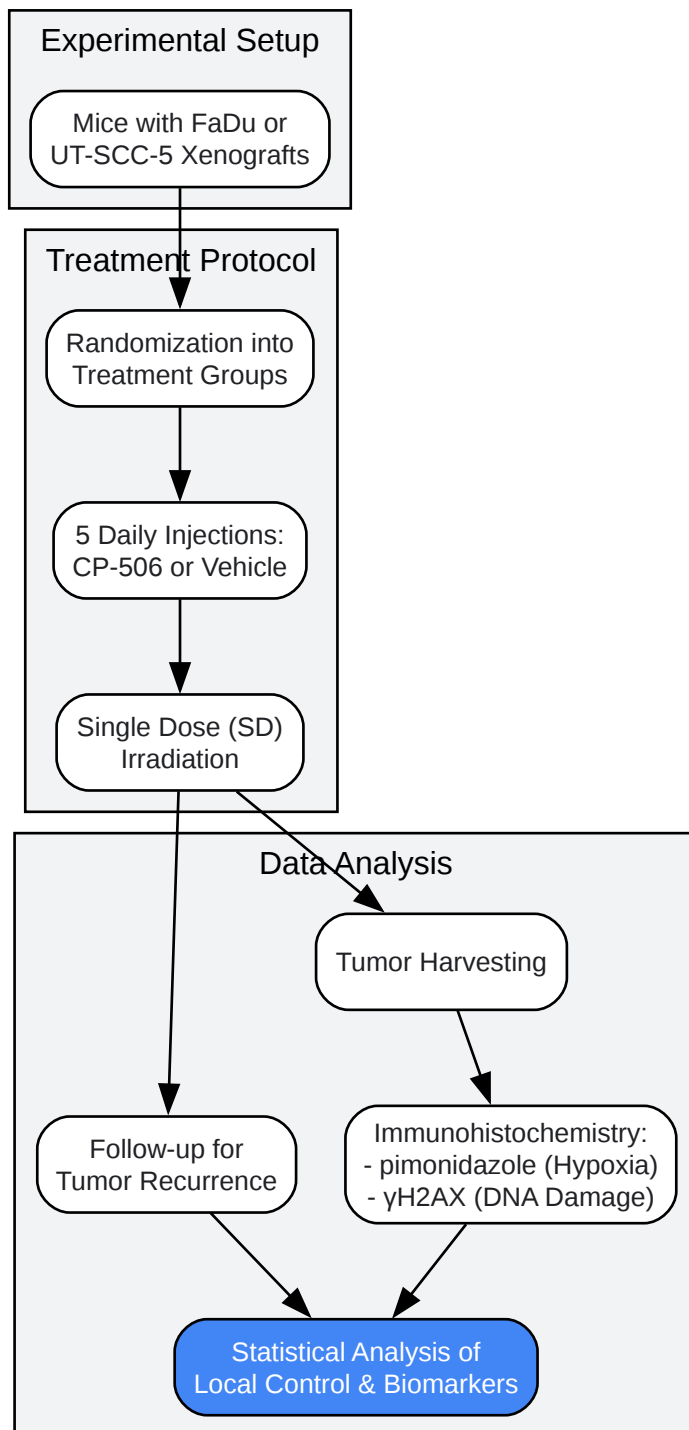 Experimental Setup
Mice with FaDu or
UT-SCC-5 Xenografts
Treatment Protocol
Randomization into
Treatment Groups
5 Daily Injections:
CP-506 or Vehicle
Single Dose (SD)
Irradiation
Data Analysis
Tumor Harvesting
Follow-up for
Tumor Recurrence
Immunohistochemistry:
- pimonidazole (Hypoxia)
- γH2AX (DNA Damage)
Statistical Analysis of
Local Control & Biomarkers